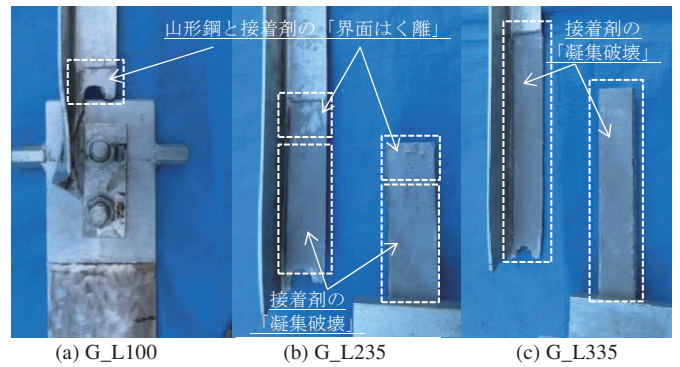 山形鋼と接着剤の「界面はく離」
接着剤の
「凝集破壊」
接着剤の
「凝集破壊」
(a) G_L100
(b) G_L235
(c) G_L335